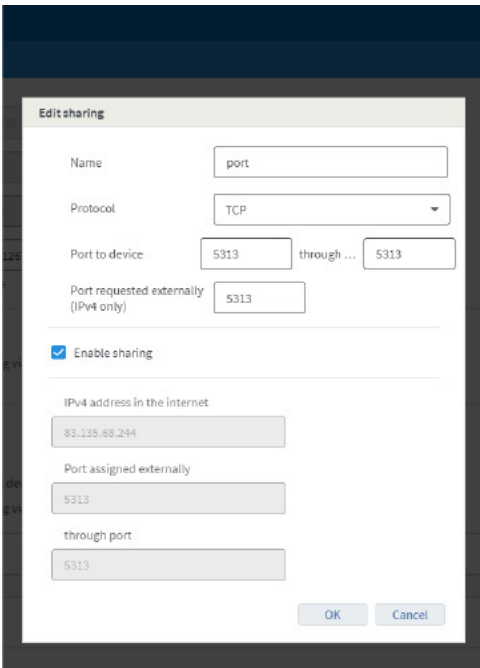 Edit sharing
Name port
Protocol TCP
Port to device 5313 through ... 5313
Port requested externally
(IPv4 only) 5313
Enable sharing
IPv4 address in the internet
83.135.68.244
Port assigned externally
5313
through port
5313
OK Cancel